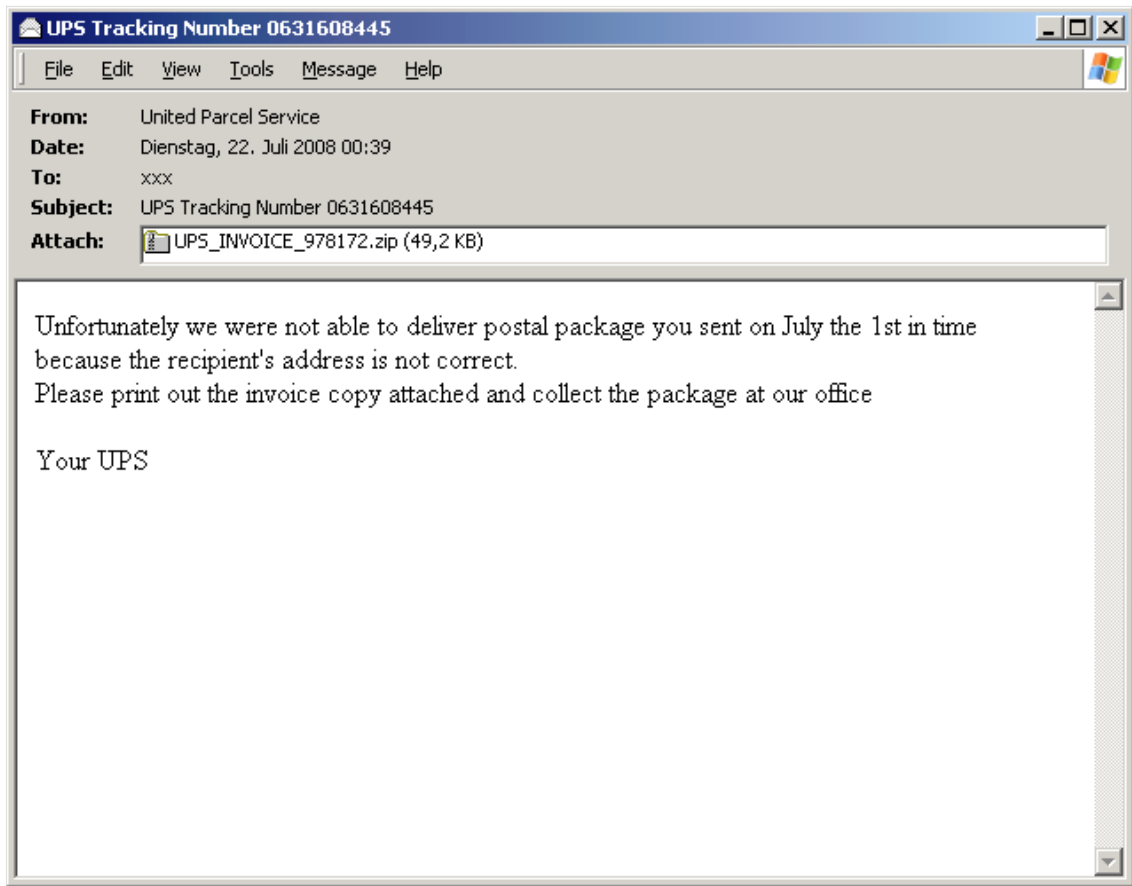 UPS Tracking Number 0631608445
File Edit View Tools Message Help
From: United Parcel Service
Date: Dienstag, 22. Juli 2008 00:39
To: xxx
Subject: UPS Tracking Number 0631608445
Attach: UPS_INVOICE_978172.zip (49,2 KB)
Unfortunately we were not able to deliver postal package you sent on July the 1st in time
because the recipient's address is not correct.
Please print out the invoice copy attached and collect the package at our office
Your UPS